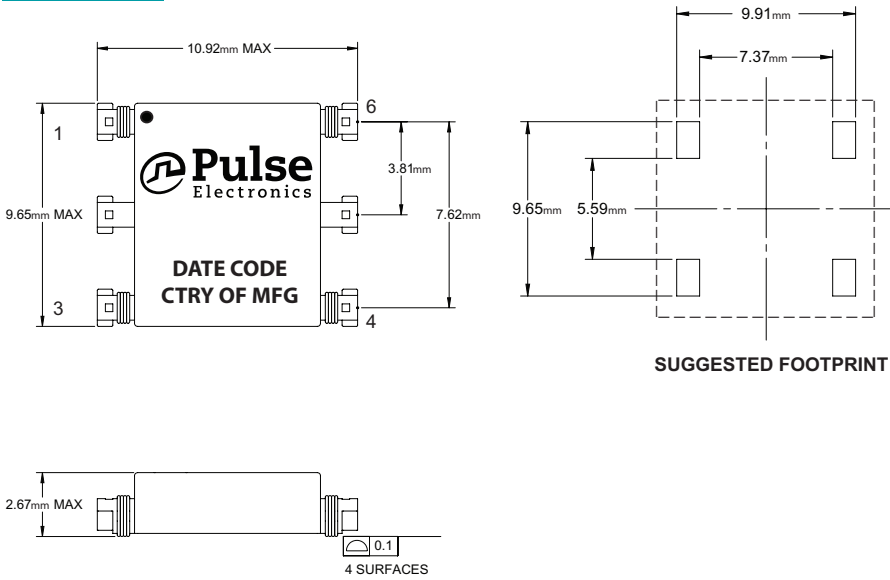 9.91mm
10.92mm MAX
7.37mm
6
1
Pulse
Electronics
3.81mm
9.65mm MAX
7.62mm
9.65mm
5.59mm
DATE CODE
CTRY OF MFG
3
4
SUGGESTED FOOTPRINT
2.67mm MAX
0.1
4 SURFACES